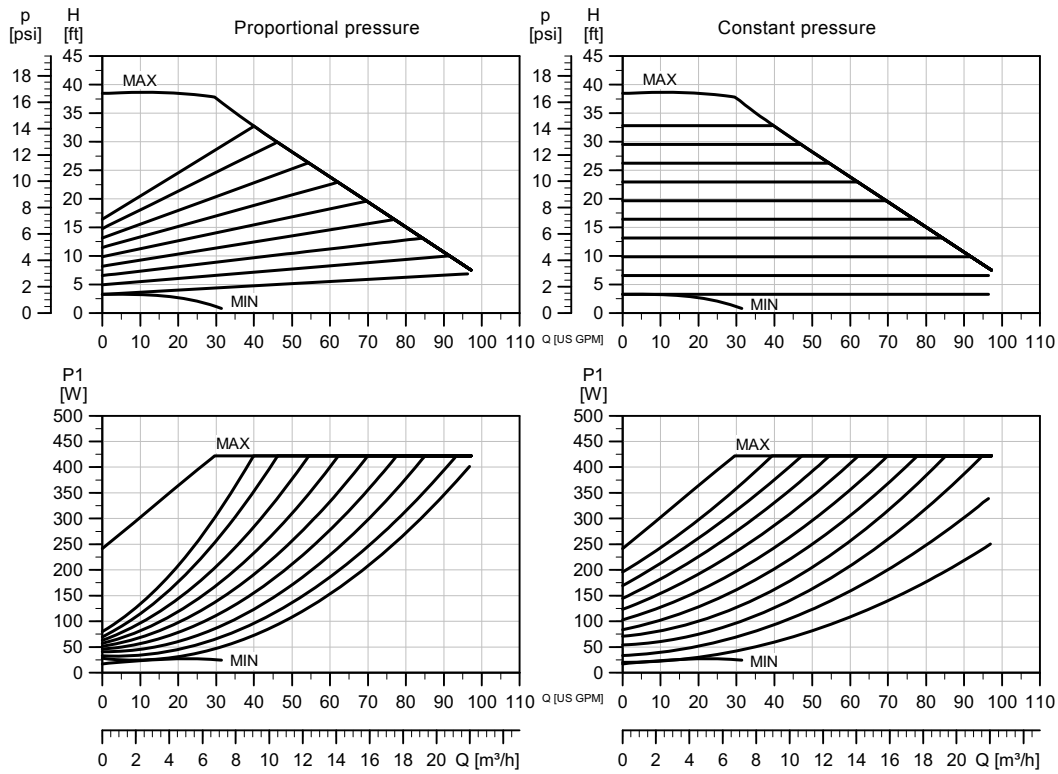 p H Proportional pressure p H Constant pressure
[psi] [ft] [psi] [ft]
45 45
18 40 MAX 18 40 MAX
16 35 16 35
14 30 14 30
12 25 12 25
10 20 10 20
8 15 8 15
6 10 6 10
4 5 4 5
2 MIN 2 MIN
0 0 0 0
0 10 20 30 40 50 60 70 80 90 100 110 Q [US GPM] 0 10 20 30 40 50 60 70 80 90 100 110
P1 P1
[W] [W]
500 500
450 MAX 450 MAX
400 400
350 350
300 300
250 250
200 200
150 150
100 100
50 MIN 50 MIN
0 0
0 10 20 30 40 50 60 70 80 90 100 110 Q [US GPM] 0 10 20 30 40 50 60 70 80 90 100 110
0 2 4 6 8 10 12 14 16 18 20 Q [m³/h] 0 2 4 6 8 10 12 14 16 18 20 Q [m³/h]